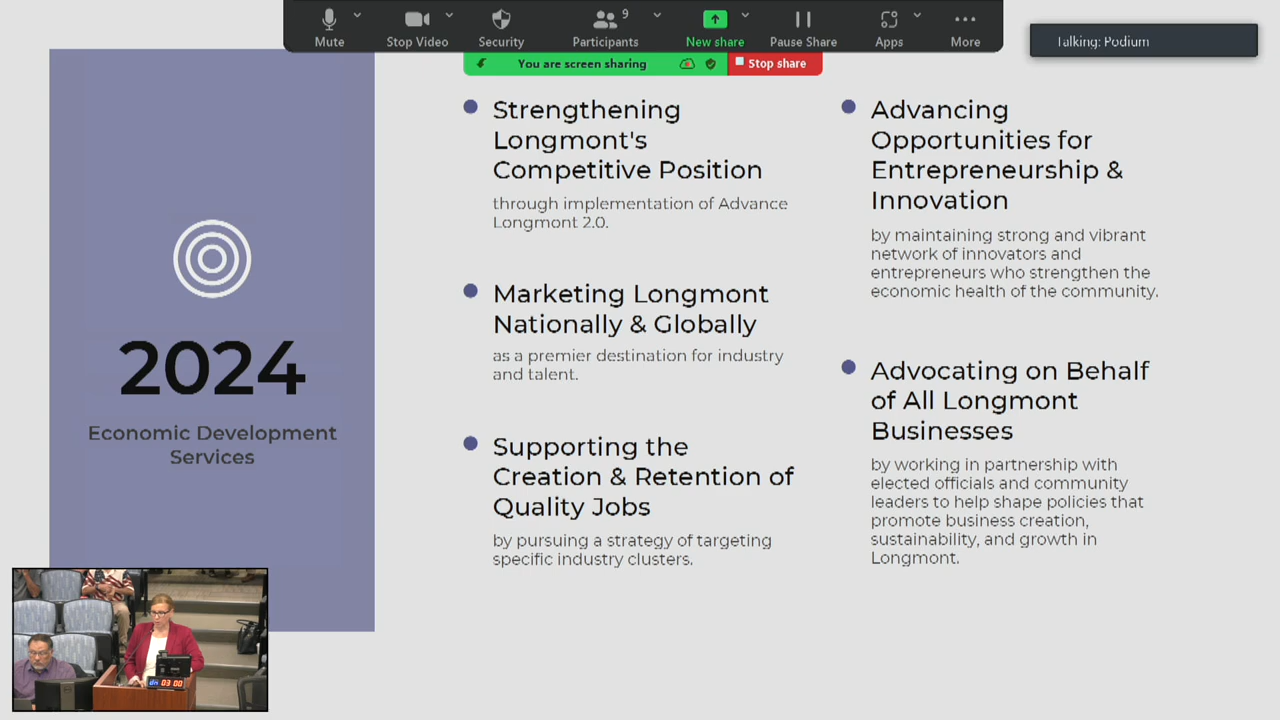 9
Mute
Stop Video
Security
Participants
New share
Pause Share
Apps
More
Talking: Podium
You are screen sharing
Stop share
2024
Economic Development
Services
Strengthening
Longmont's
Competitive Position
through implementation of Advance
Longmont 2.0.
Marketing Longmont
Nationally & Globally
as a premier destination for industry
and talent.
Supporting the
Creation & Retention of
Quality Jobs
by pursuing a strategy of targeting
specific industry clusters.
Advancing
Opportunities for
Entrepreneurship &
Innovation
by maintaining strong and vibrant
network of innovators and
entrepreneurs who strengthen the
economic health of the community.
Advocating on Behalf
of All Longmont
Businesses
by working in partnership with
elected officials and community
leaders to help shape policies that
promote business creation,
sustainability, and growth in
Longmont.
03 00